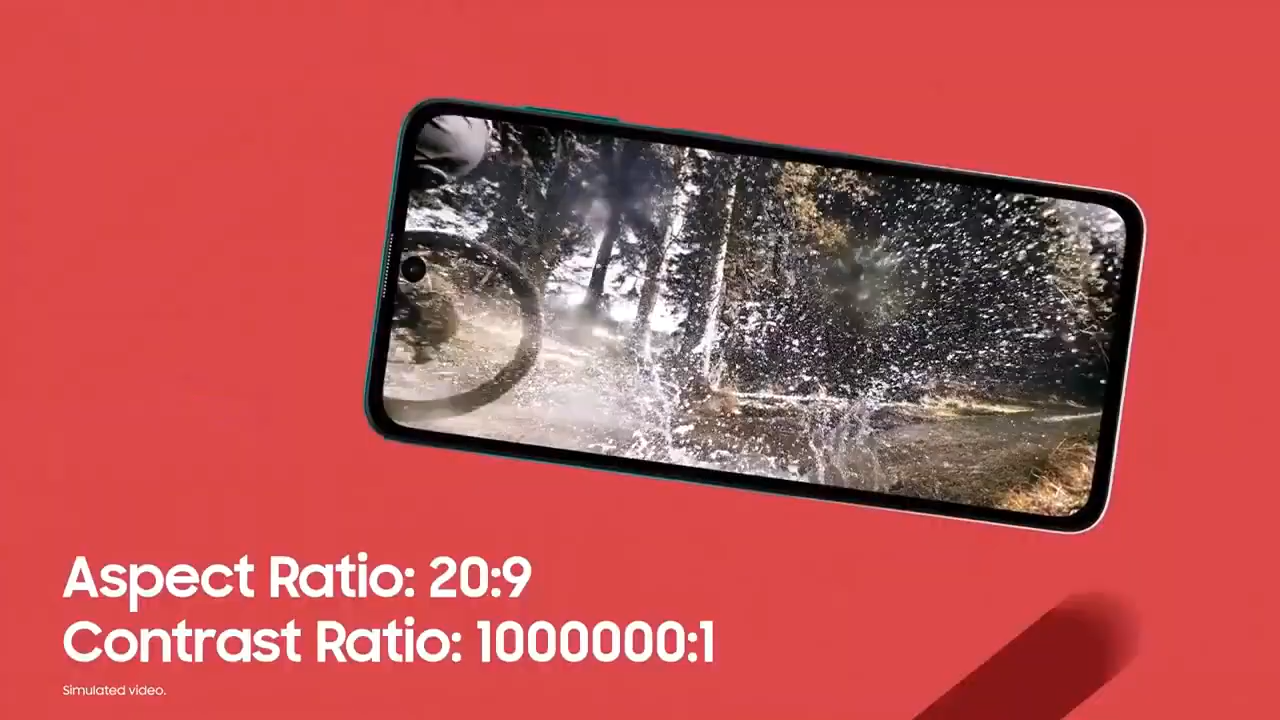 Aspect Ratio: 20:9
Contrast Ratio: 1000000:1
Simulated video.